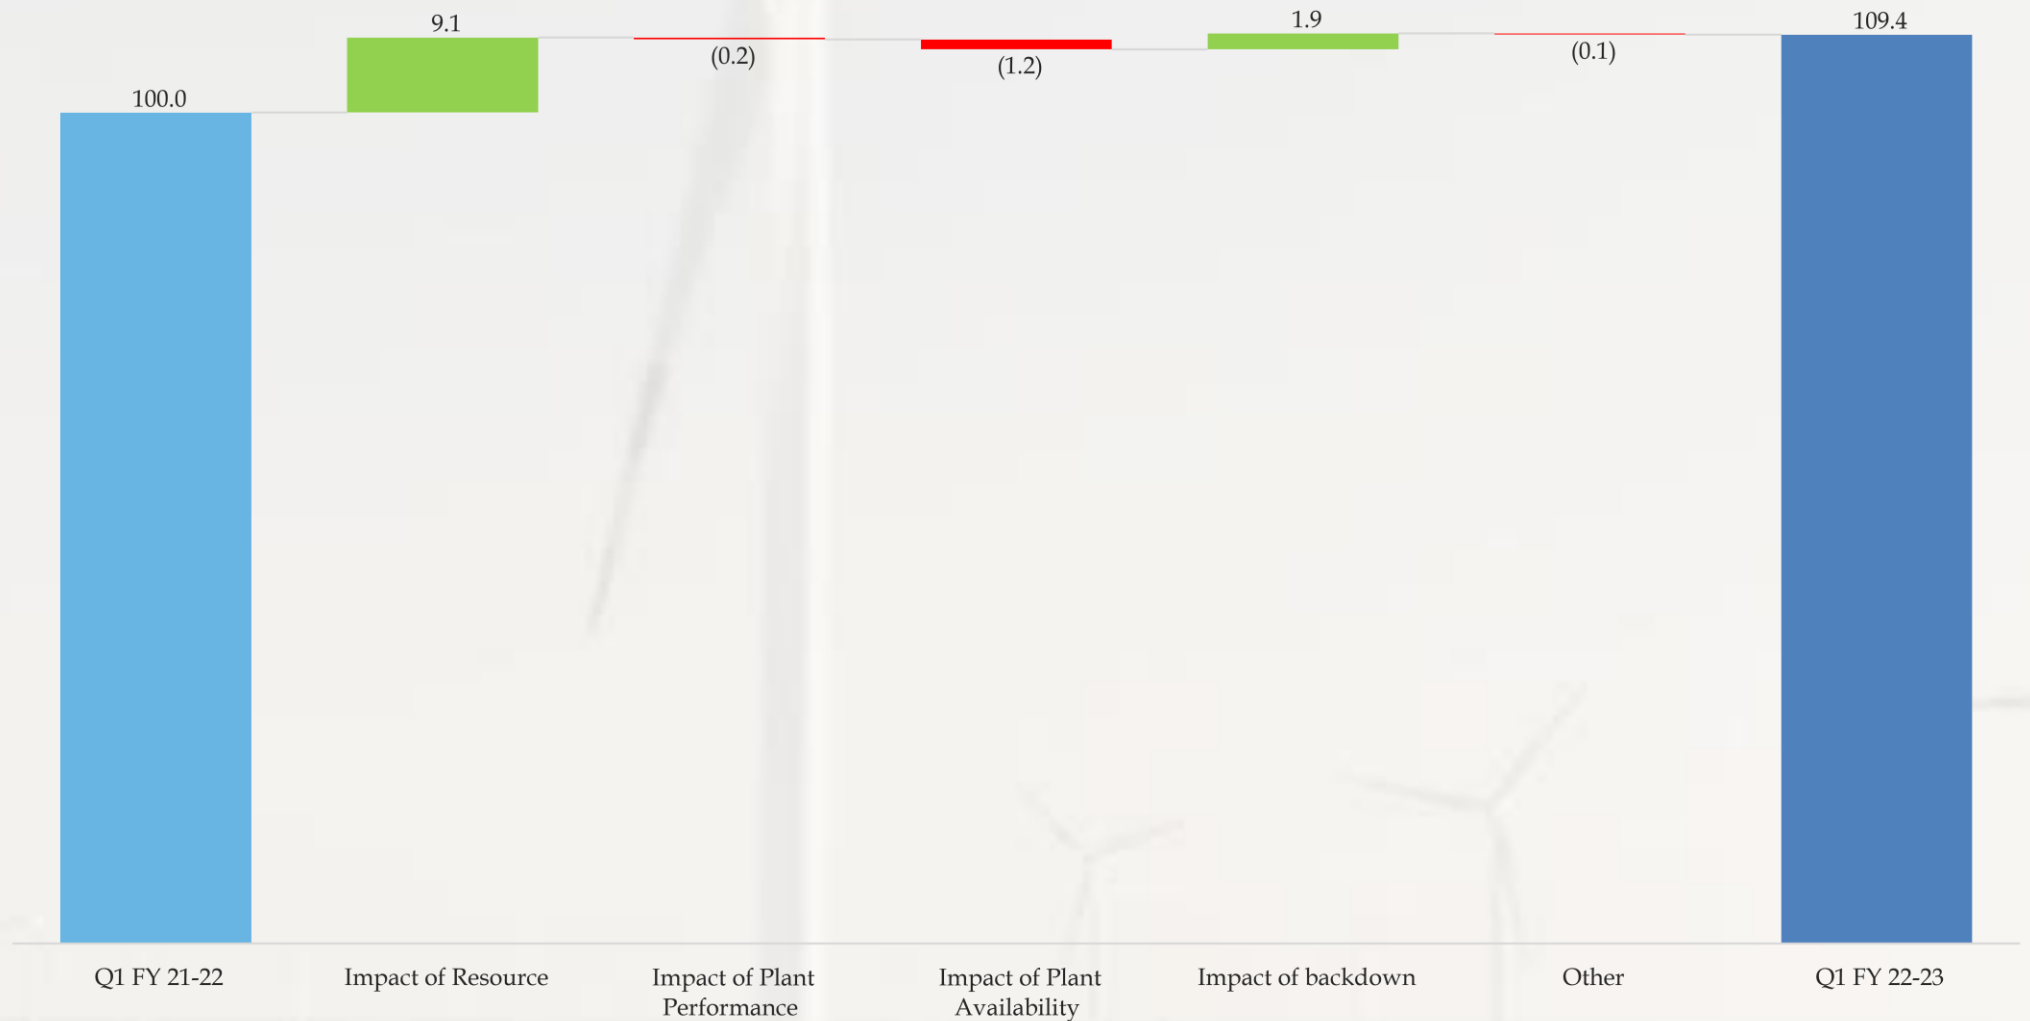 9.1
1.9
109.4
(0.2)
(1.2)
(0.1)
100.0
Q1 FY 21-22
Impact of Resource
Impact of Plant
Performance
Impact of Plant
Availability
Impact of backdown
Other
Q1 FY 22-23